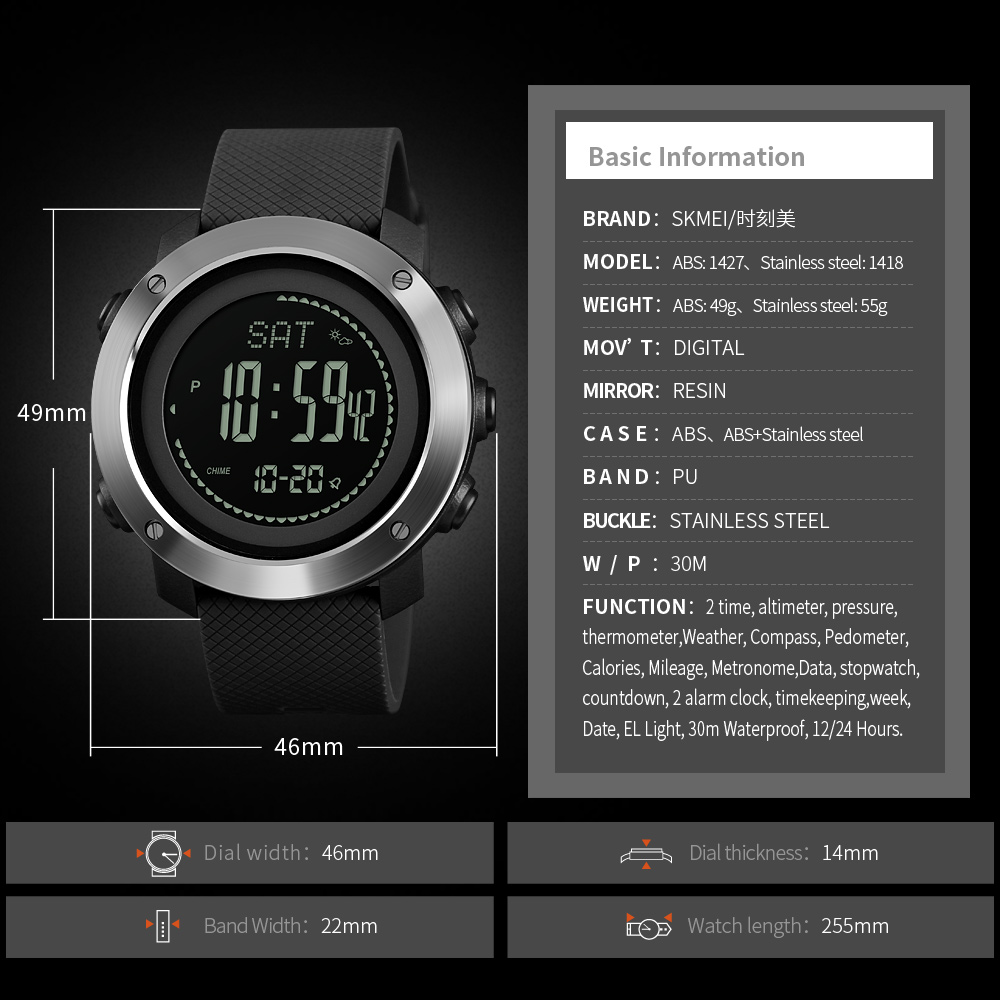 Basic Information
BRAND： SKMEI/时刻美
MODEL： ABS: 1427、Stainless steel: 1418
WEIGHT： ABS: 49g、Stainless steel: 55g
MOV’ T： DIGITAL
MIRROR： RESIN
CASE： ABS、ABS+Stainless steel
BAND： PU
BUCKLE： STAINLESS STEEL
W / P ： 30M
FUNCTION： 2 time, altimeter, pressure,
thermometer,Weather, Compass, Pedometer,
Calories, Mileage, Metronome,Data, stopwatch,
countdown, 2 alarm clock, timekeeping,week,
Date, EL Light, 30m Waterproof, 12/24 Hours.
SAT
P
10:59 42
CHIME
10-20
49mm
46mm
Dial width： 46mm
Dial thickness： 14mm
Band Width： 22mm
Watch length： 255mm